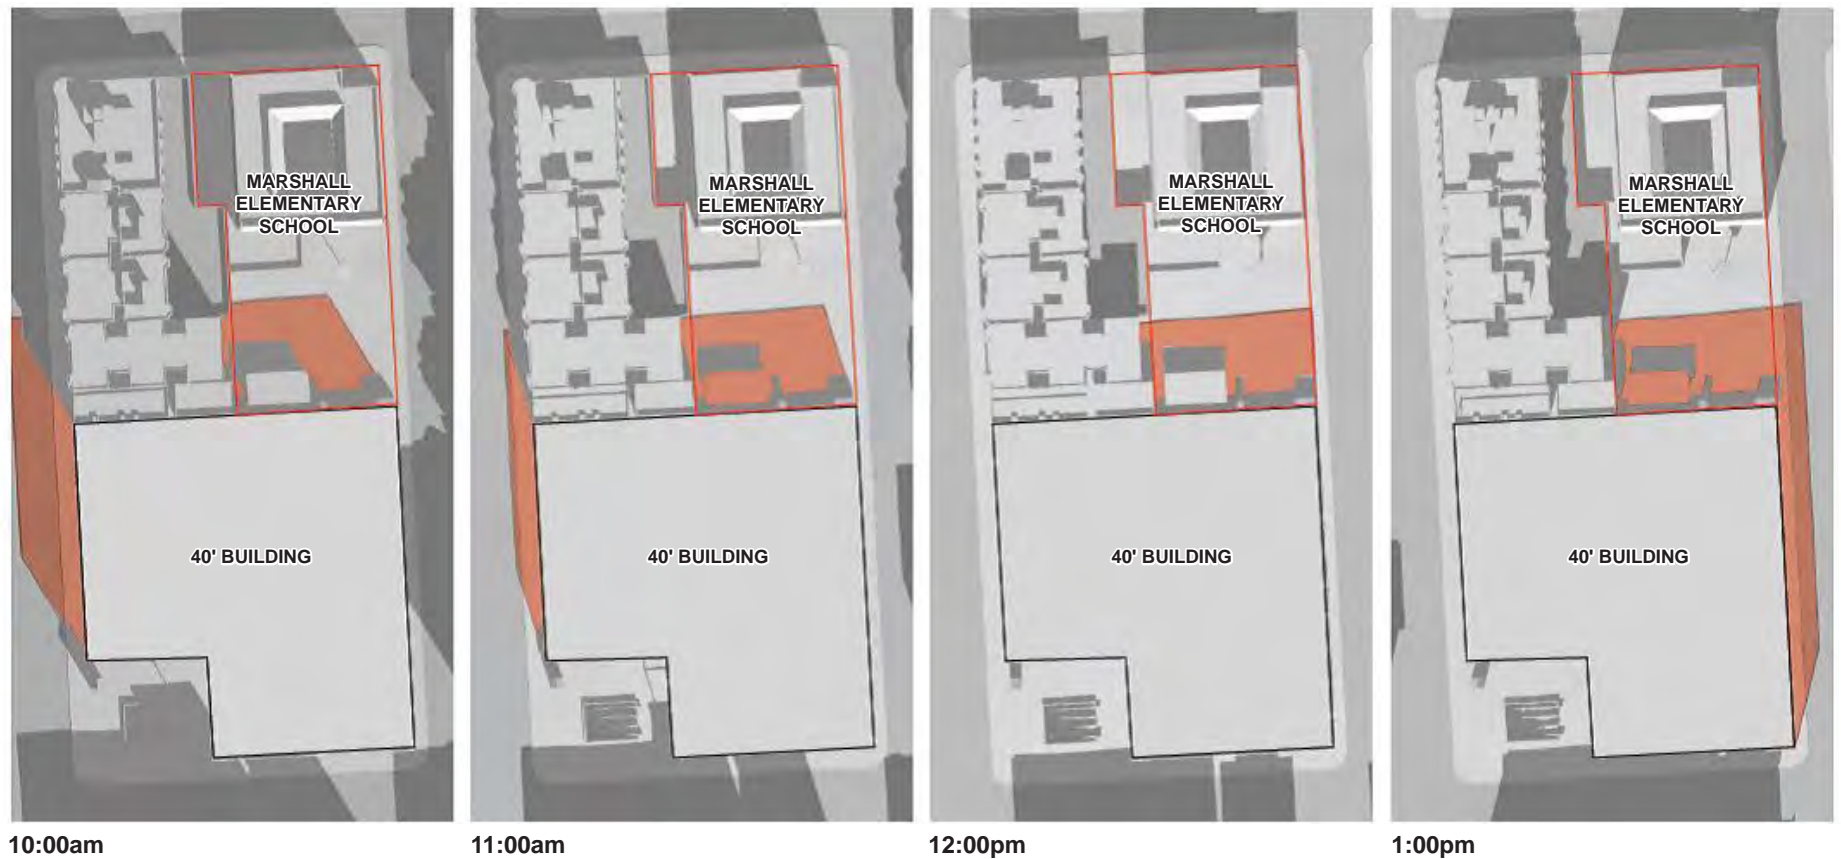 MARSHALL
ELEMENTARY
SCHOOL
40' BUILDING
10:00am
MARSHALL
ELEMENTARY
SCHOOL
40' BUILDING
11:00am
MARSHALL
ELEMENTARY
SCHOOL
40' BUILDING
12:00pm
MARSHALL
ELEMENTARY
SCHOOL
40' BUILDING
1:00pm